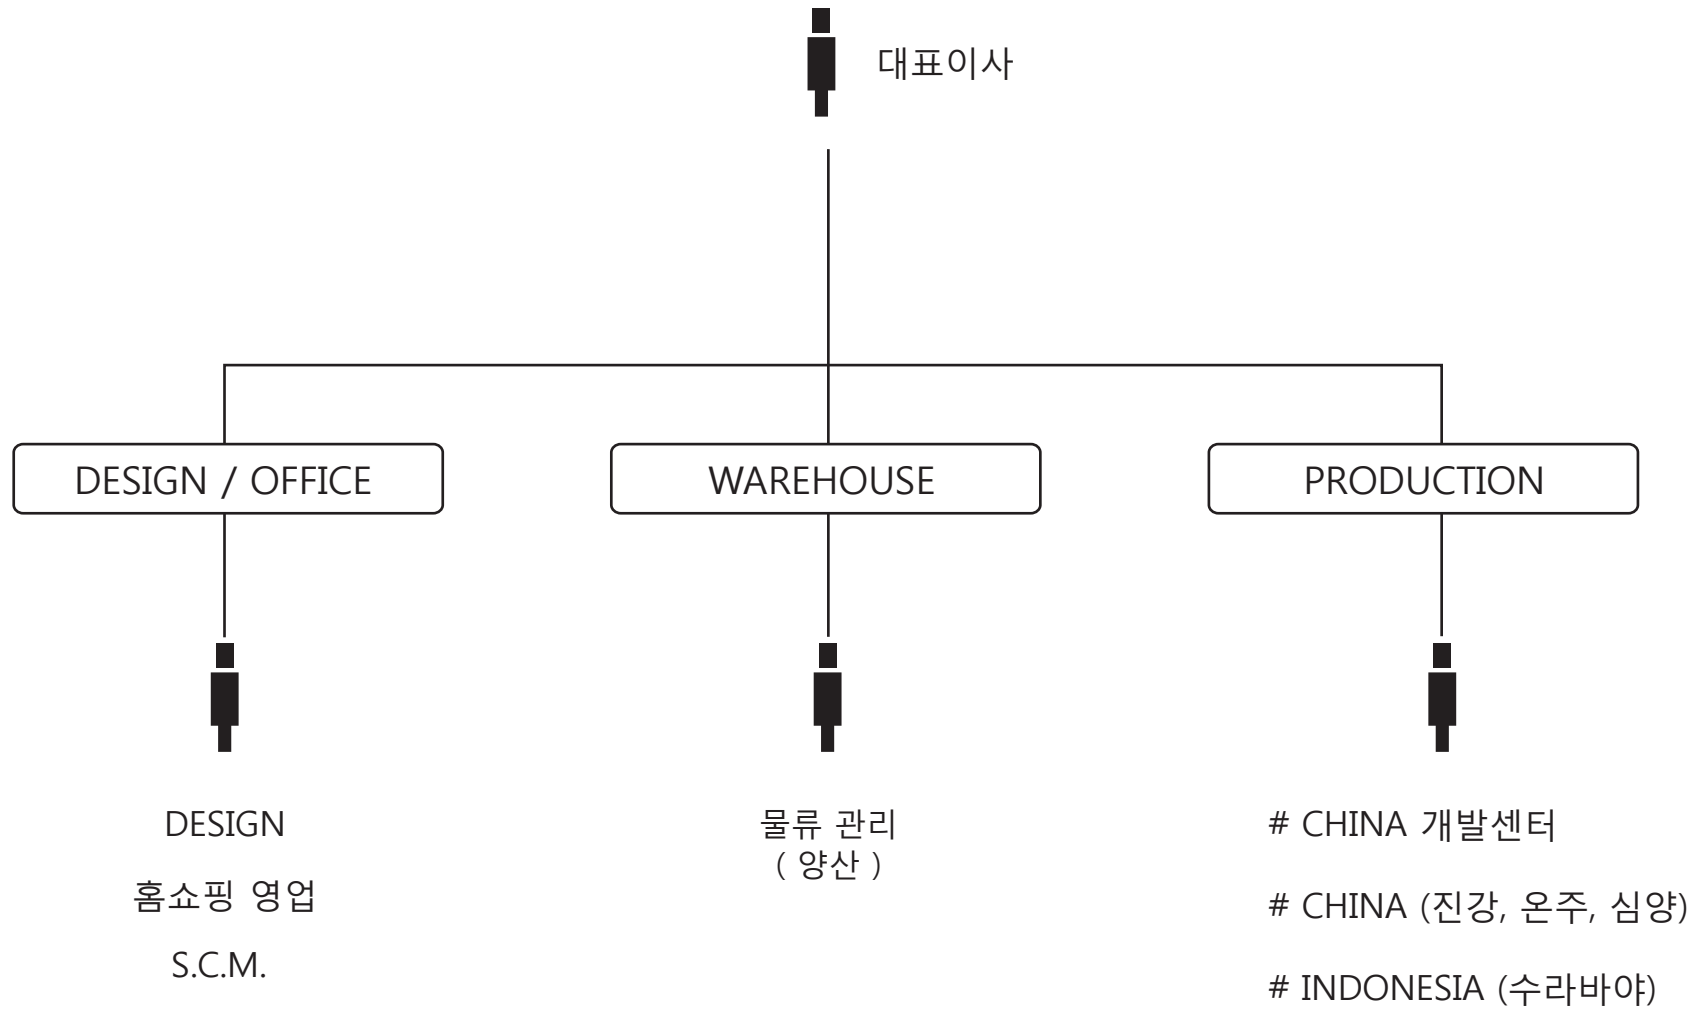 대표이사
DESIGN / OFFICE
WAREHOUSE
PRODUCTION
DESIGN
홈쇼핑 영업
S.C.M.
물류 관리
( 양산 )
# CHINA 개발센터
# CHINA (진강, 온주, 심양)
# INDONESIA (수라바야)